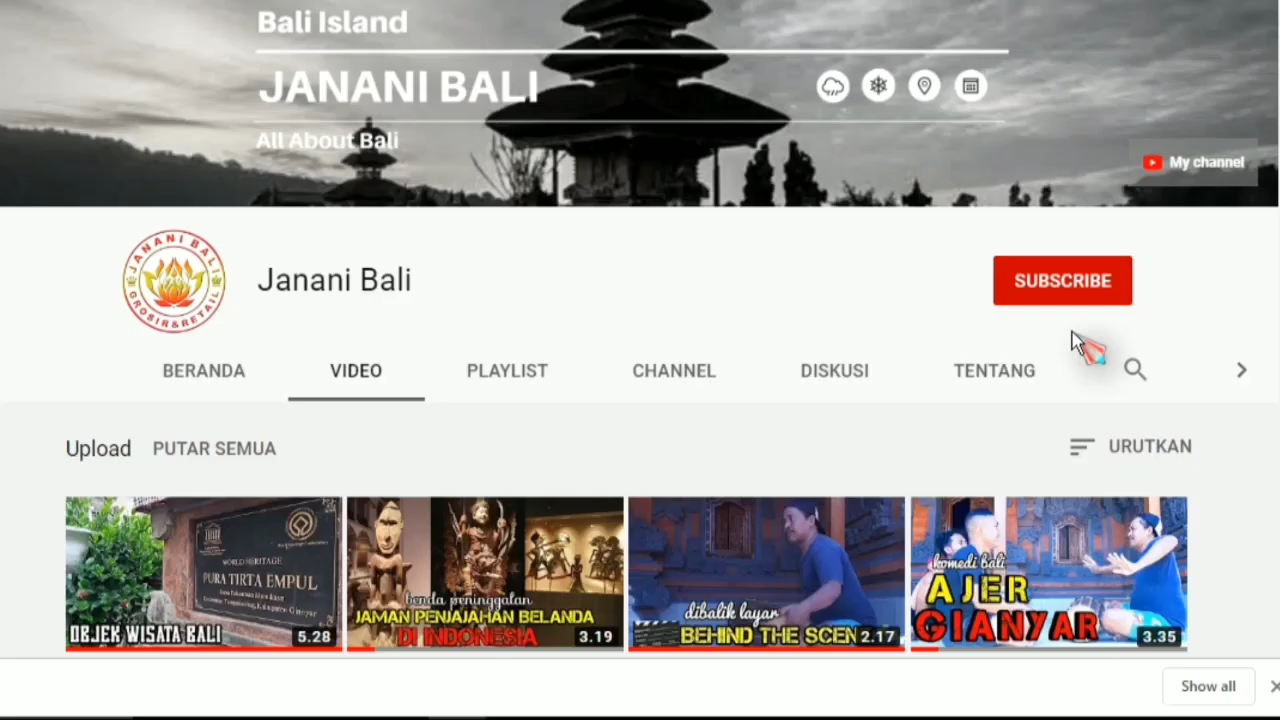 Bali Island
JANANI BALI
All About Bali
My channel
JANANI BALI
GROSIR&RETAIL
Janani Bali
SUBSCRIBE
BERANDA VIDEO PLAYLIST CHANNEL DISKUSI TENTANG
Upload PUTAR SEMUA
URUTKAN
WORLD HERITAGE
PURA TIRTA EMPUL
OBJEK WISATA BALI
5.28
benda peninggalan
JAMAN PENJAJAHAN BELANDA
DI INDONESIA
3.19
dibalik layar
BEHIND THE SCEN
2.17
komedi bali
AJER
GIANYAR
3.35
Show all